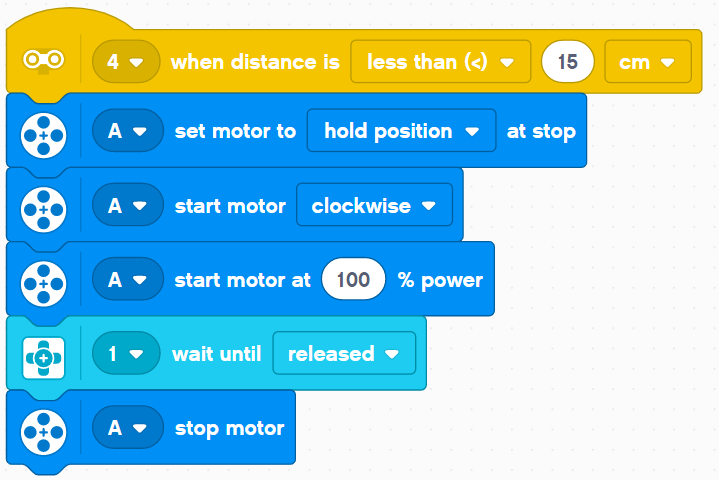 4 when distance is less than (<) 15 cm
A set motor to hold position at stop
A start motor clockwise
A start motor at 100 % power
1 wait until released
A stop motor